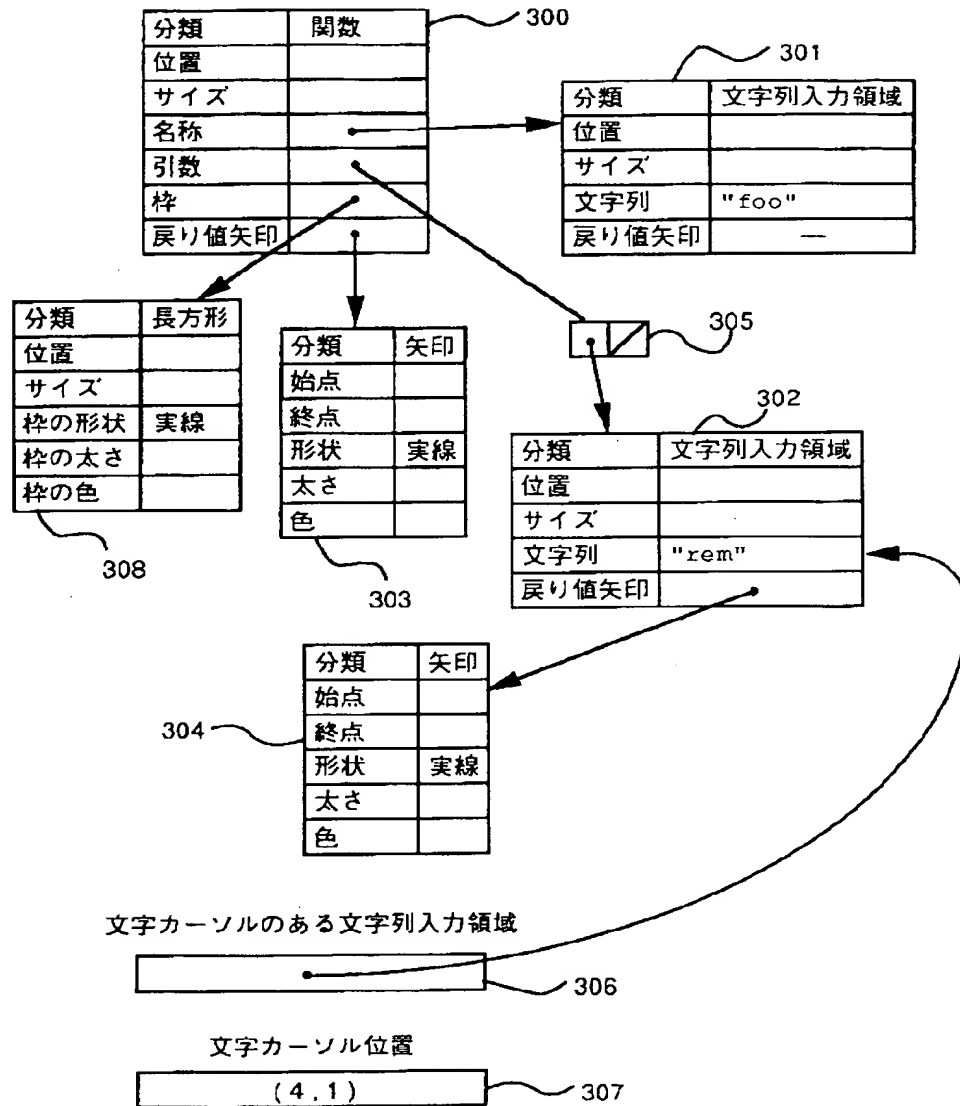 300
分類 関数
位置
サイズ
名称
引数
枠
戻り値矢印
301
分類 文字列入力領域
位置
サイズ
文字列 "foo"
戻り値矢印 —
分類 長方形
位置
サイズ
枠の形状 実線
枠の太さ
枠の色
308
分類 矢印
始点
終点
形状 実線
太さ
色
303
305
302
分類 文字列入力領域
位置
サイズ
文字列 "rem"
戻り値矢印
304
分類 矢印
始点
終点
形状 実線
太さ
色
文字カーソルのある文字列入力領域
306
文字カーソル位置
(4,1)
307